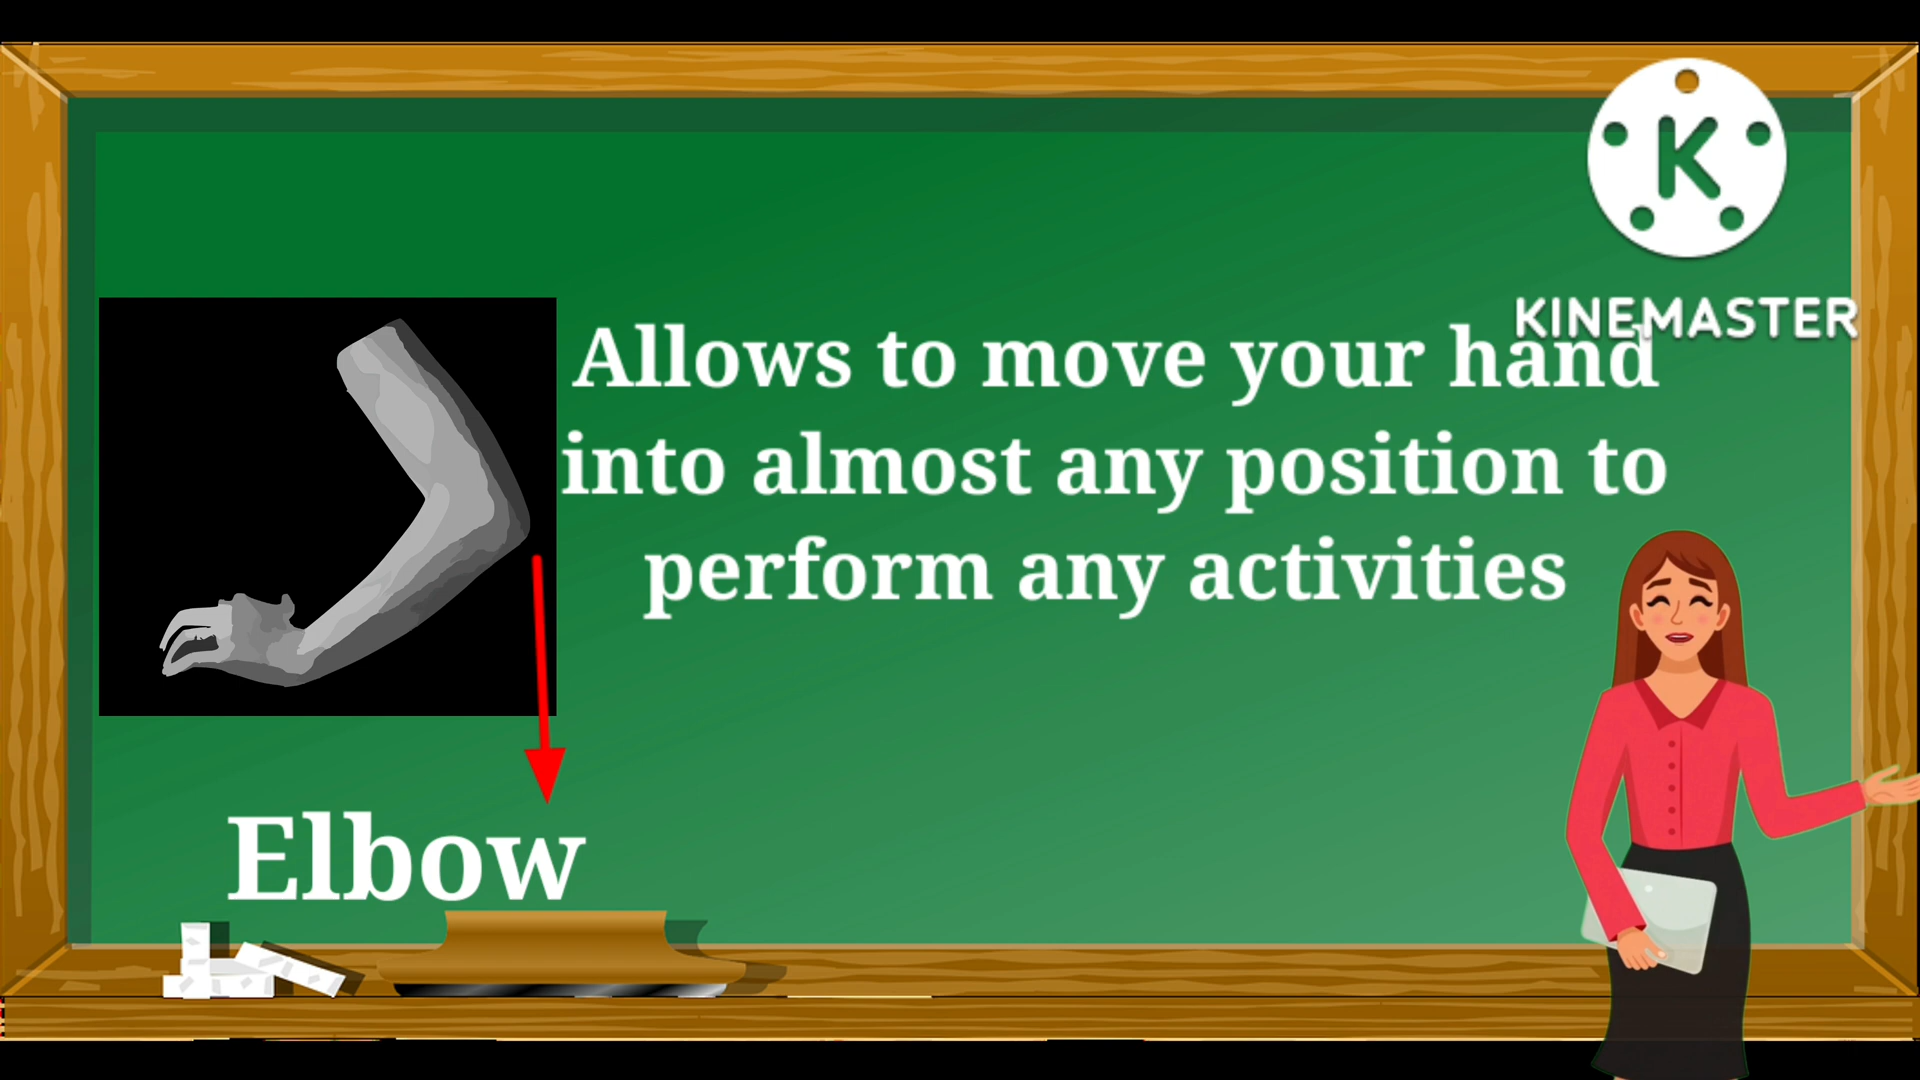 K
KINEMASTER
Allows to move your hand
into almost any position to
perform any activities
Elbow